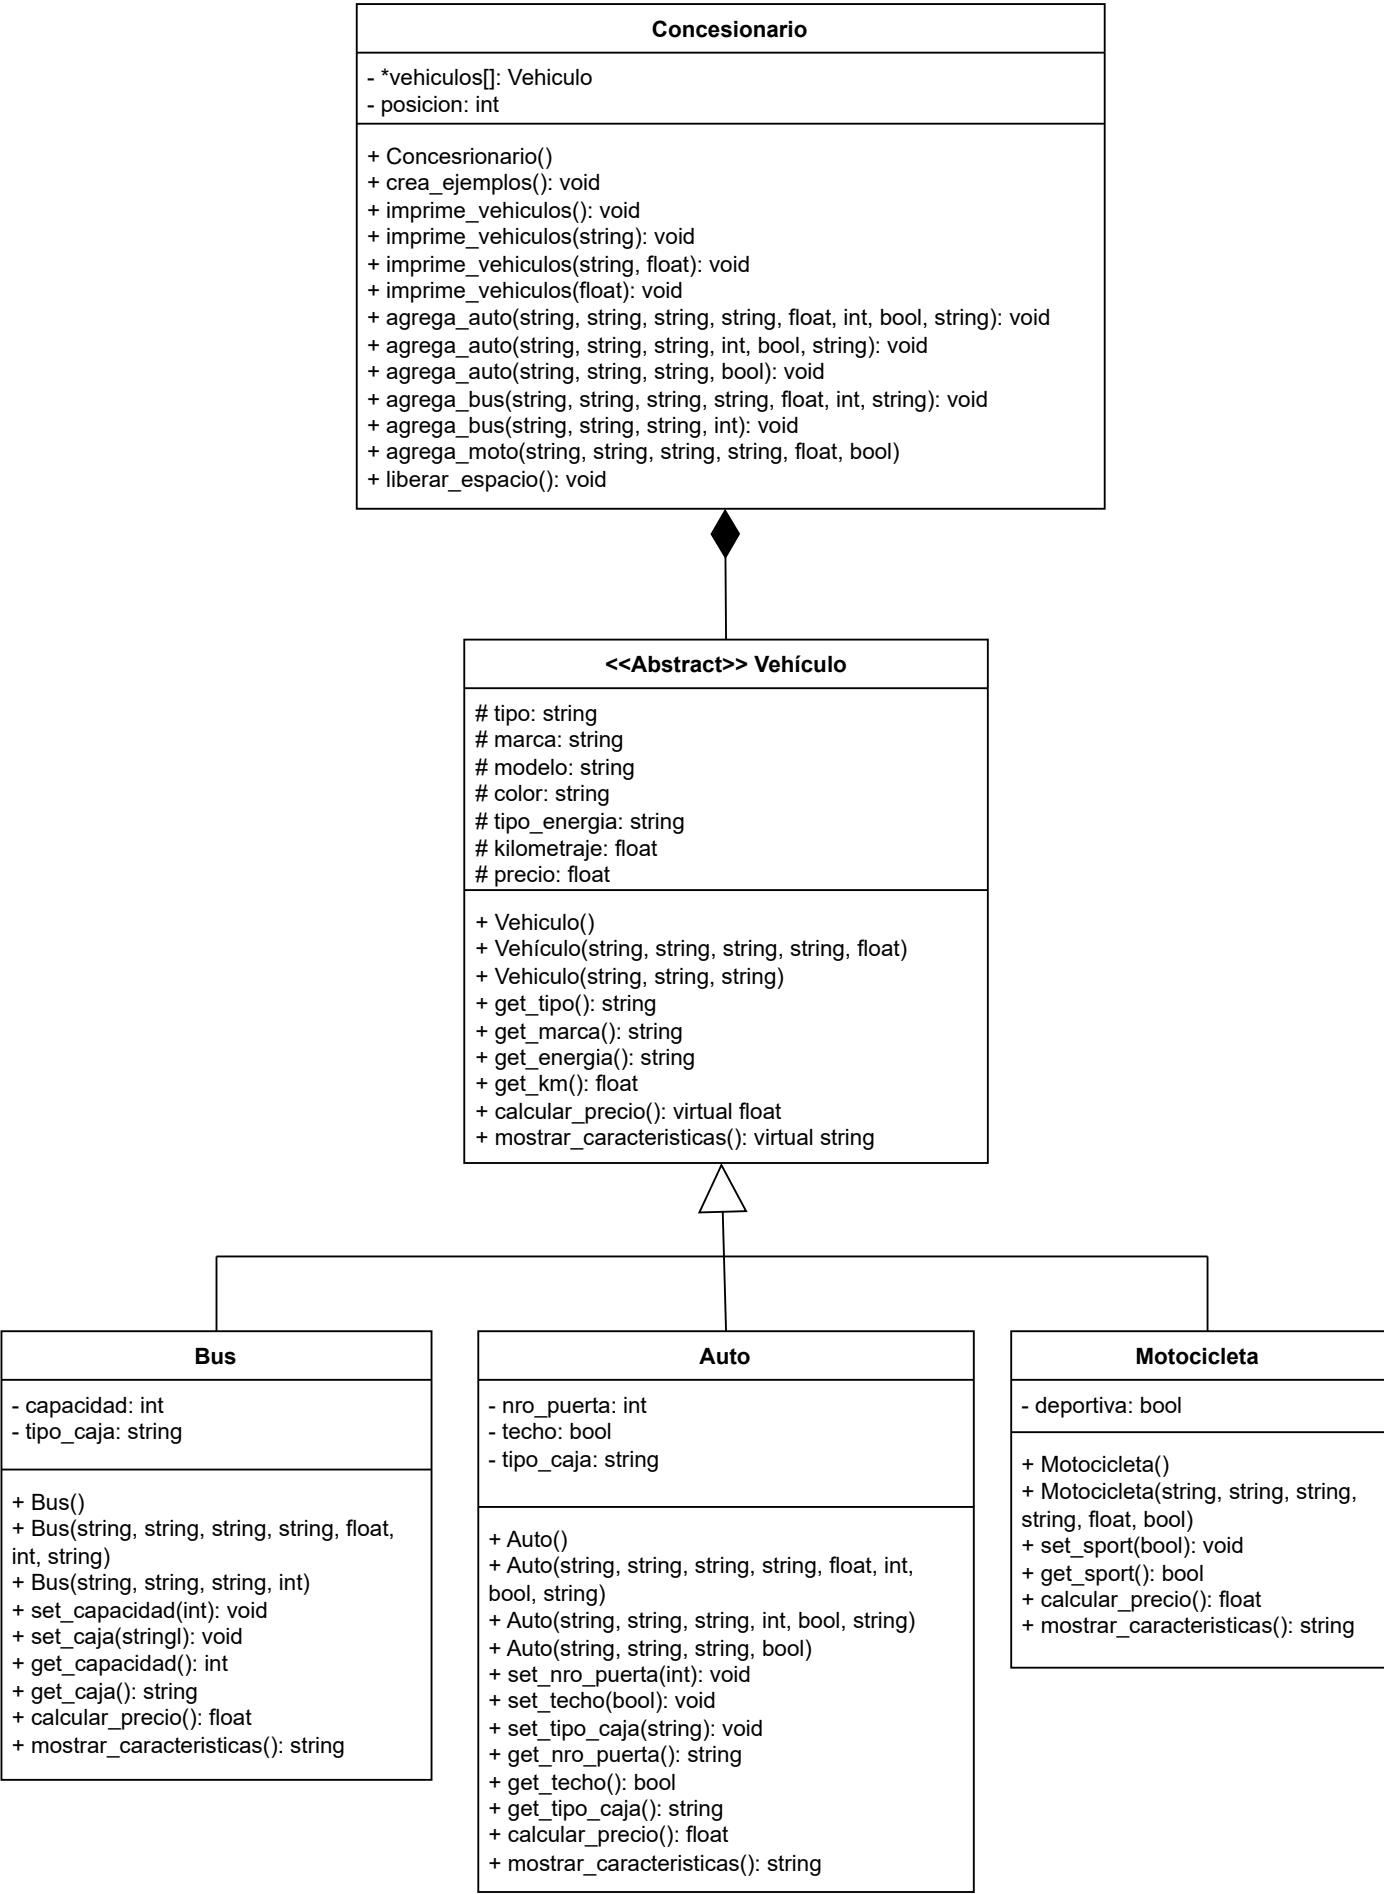 Concesionario
- *vehiculos[]: Vehiculo
- posicion: int
+ Concesrionario()
+ crea_ejemplos(): void
+ imprime_vehiculos(): void
+ imprime_vehiculos(string): void
+ imprime_vehiculos(string, float): void
+ imprime_vehiculos(float): void
+ agrega_auto(string, string, string, string, float, int, bool, string): void
+ agrega_auto(string, string, string, int, bool, string): void
+ agrega_auto(string, string, string, bool): void
+ agrega_bus(string, string, string, string, float, int, string): void
+ agrega_bus(string, string, string, int): void
+ agrega_moto(string, string, string, string, float, bool)
+ liberar_espacio(): void
<<Abstract>> Vehículo
# tipo: string
# marca: string
# modelo: string
# color: string
# tipo_energia: string
# kilometraje: float
# precio: float
+ Vehiculo()
+ Vehículo(string, string, string, string, float)
+ Vehiculo(string, string, string)
+ get_tipo(): string
+ get_marca(): string
+ get_energia(): string
+ get_km(): float
+ calcular_precio(): virtual float
+ mostrar_caracteristicas(): virtual string
Bus
- capacidad: int
- tipo_caja: string
+ Bus()
+ Bus(string, string, string, string, float,
int, string)
+ Bus(string, string, string, int)
+ set_capacidad(int): void
+ set_caja(stringl): void
+ get_capacidad(): int
+ get_caja(): string
+ calcular_precio(): float
+ mostrar_caracteristicas(): string
Auto
- nro_puerta: int
- techo: bool
- tipo_caja: string
+ Auto()
+ Auto(string, string, string, string, float, int,
bool, string)
+ Auto(string, string, string, int, bool, string)
+ Auto(string, string, string, bool)
+ set_nro_puerta(int): void
+ set_techo(bool): void
+ set_tipo_caja(string): void
+ get_nro_puerta(): string
+ get_techo(): bool
+ get_tipo_caja(): string
+ calcular_precio(): float
+ mostrar_caracteristicas(): string
Motocicleta
- deportiva: bool
+ Motocicleta()
+ Motocicleta(string, string, string,
string, float, bool)
+ set_sport(bool): void
+ get_sport(): bool
+ calcular_precio(): float
+ mostrar_caracteristicas(): string